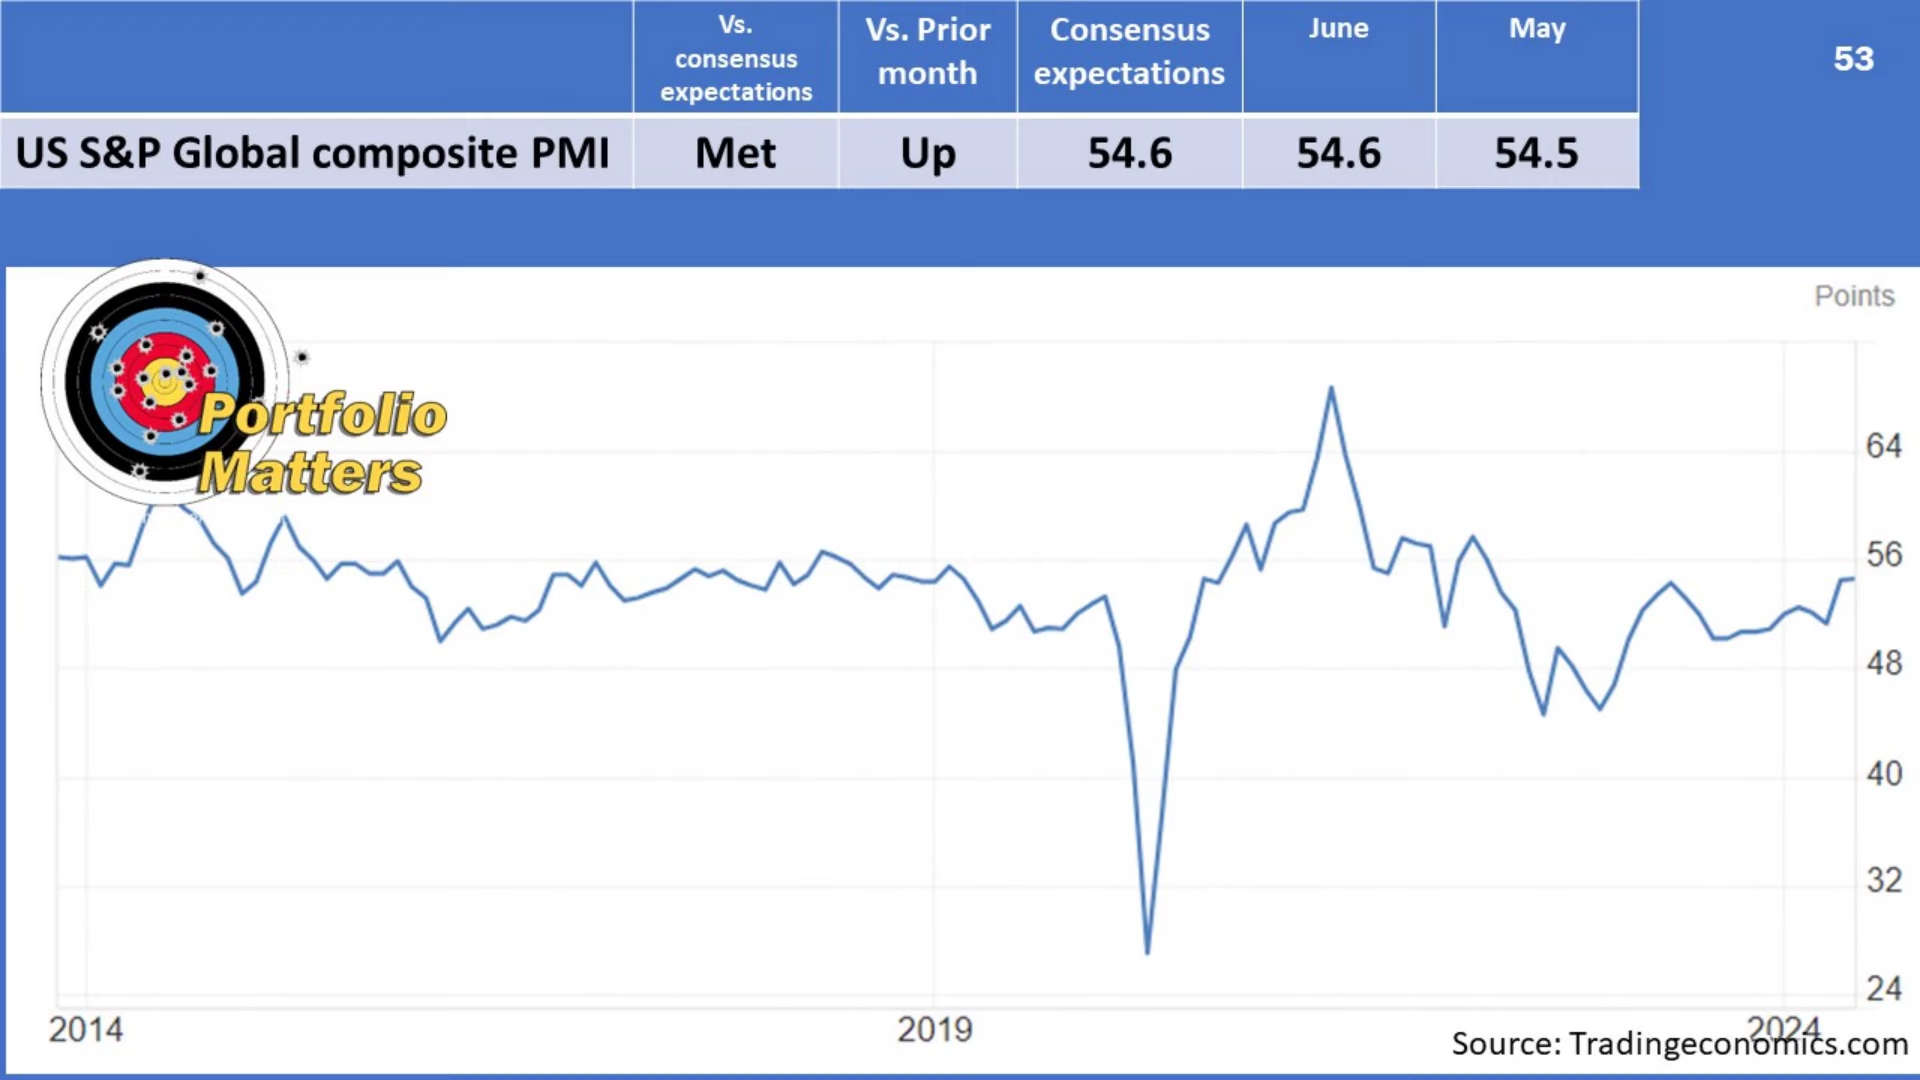 Vs.
consensus
expectations
Vs. Prior
month
Consensus
expectations
June
May
53
US S&P Global composite PMI
Met
Up
54.6
54.6
54.5
Points
Portfolio
Matters
64
56
48
40
32
24
2014
2019
2024
Source: Tradingeconomics.com